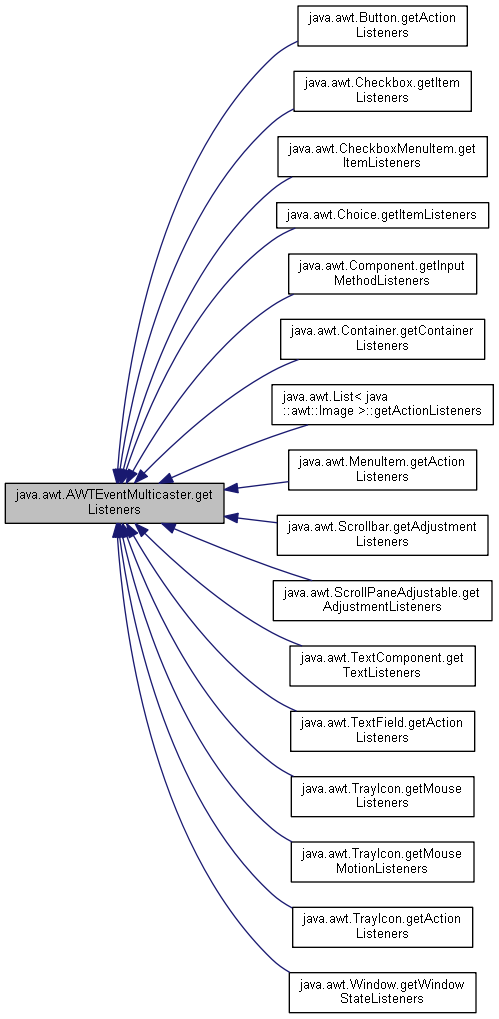 java.awt.Button.getAction
Listeners
java.awt.Checkbox.getItem
Listeners
java.awt.CheckboxMenuItem.get
ItemListeners
java.awt.Choice.getItemListeners
java.awt.Component.getInput
MethodListeners
java.awt.Container.getContainer
Listeners
java.awt.List< java
::awt::Image >::getActionListeners
java.awt.MenuItem.getAction
Listeners
java.awt.AWTEventMulticaster.get
Listeners
java.awt.Scrollbar.getAdjustment
Listeners
java.awt.ScrollPaneAdjustable.get
AdjustmentListeners
java.awt.TextComponent.get
TextListeners
java.awt.TextField.getAction
Listeners
java.awt.TrayIcon.getMouse
Listeners
java.awt.TrayIcon.getMouse
MotionListeners
java.awt.TrayIcon.getAction
Listeners
java.awt.Window.getWindow
StateListeners